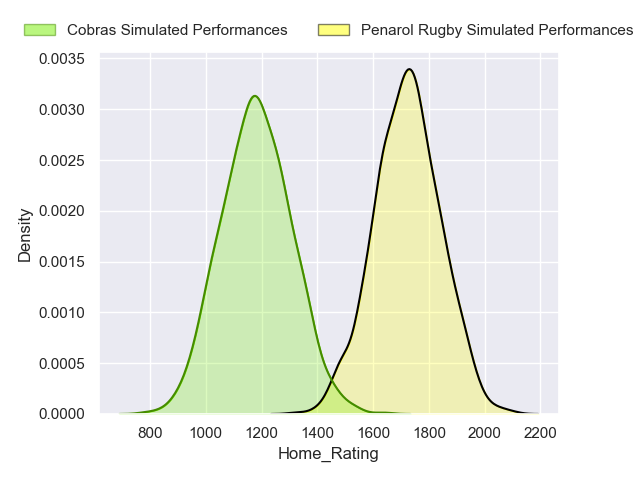 Cobras Simulated Performances
Penarol Rugby Simulated Performances
0.0035
0.0030
0.0025
0.0020
0.0015
0.0010
0.0005
0.0000
Density
800 1000 1200 1400 1600 1800 2000 2200
Home_Rating